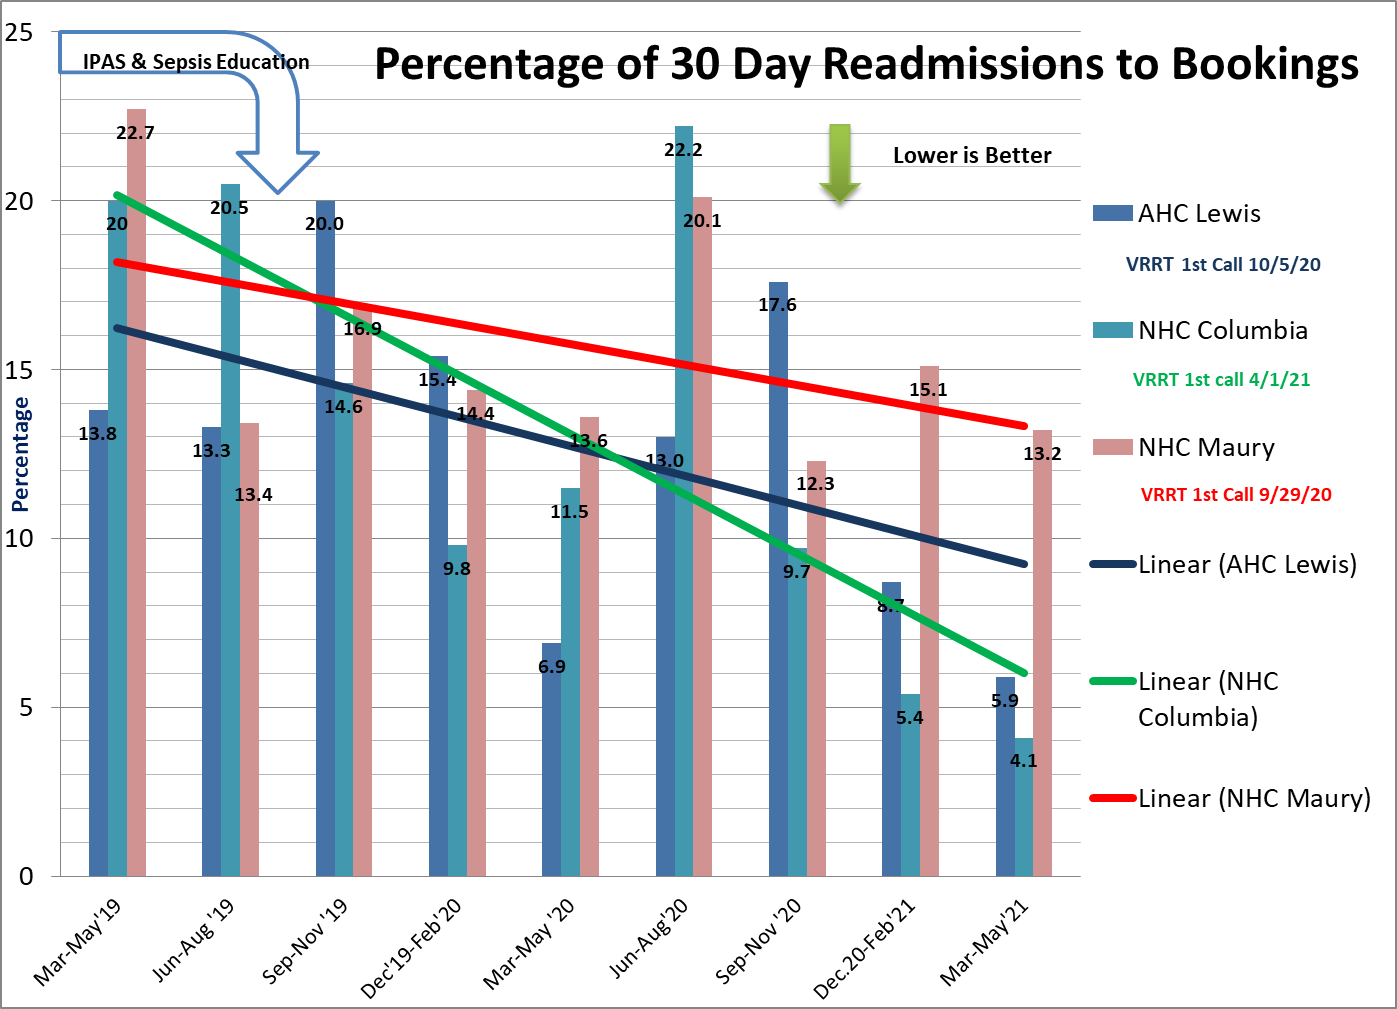 Percentage of 30 Day Readmissions to Bookings
IPAS & Sepsis Education
Lower is Better
Percentage
25
20
15
10
5
0
13.8
20
22.7
13.3
20.5
13.4
20.0
14.6
16.9
15.4
9.8
14.4
6.9
11.5
13.6
13.0
22.2
20.1
17.6
9.7
12.3
8.7
5.4
15.1
5.9
4.1
13.2
Mar-May'19
Jun-Aug '19
Sep-Nov '19
Dec'19-Feb'20
Mar-May '20
Jun-Aug'20
Sep-Nov '20
Dec.20-Feb'21
Mar-May'21
AHC Lewis
VRRT 1st Call 10/5/20
NHC Columbia
VRRT 1st call 4/1/21
NHC Maury
VRRT 1st Call 9/29/20
Linear (AHC Lewis)
Linear (NHC
Columbia)
Linear (NHC Maury)